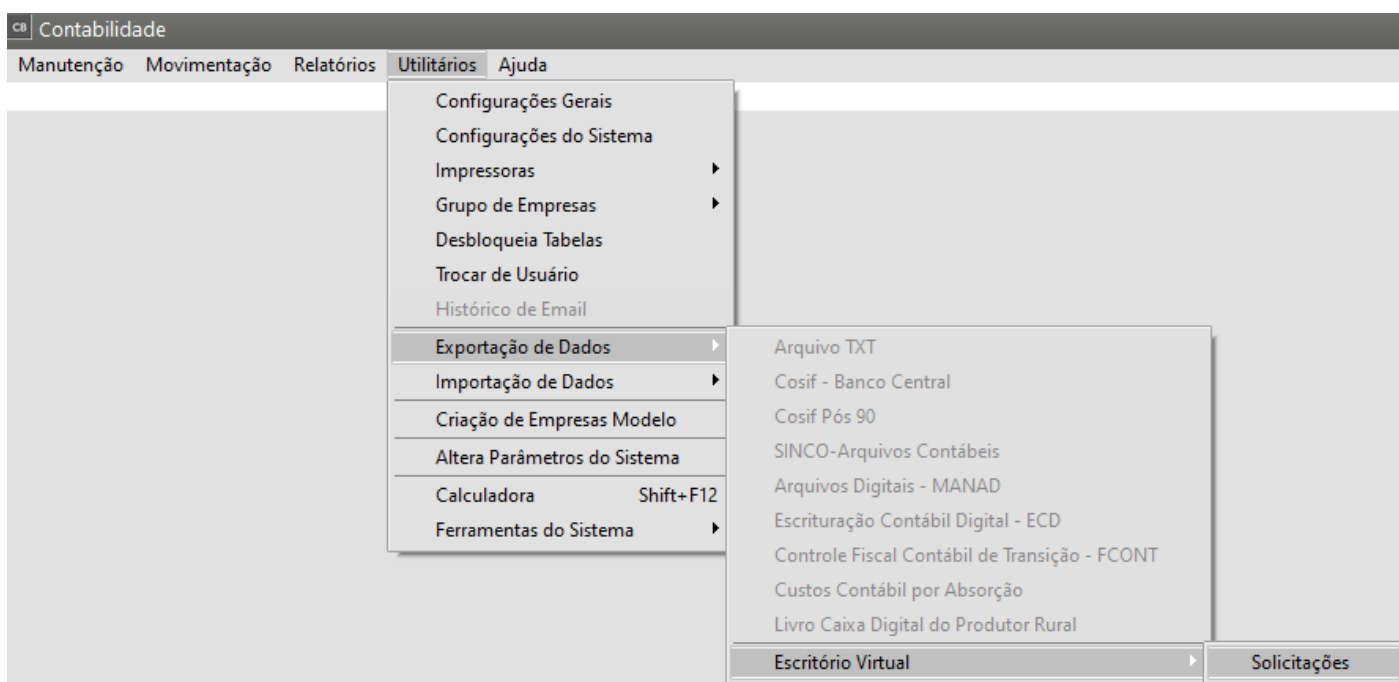 CB Contabilidade
Manutenção Movimentação Relatórios Utilitários Ajuda
Configurações Gerais
Configurações do Sistema
Impressoras
Grupo de Empresas
Desbloqueia Tabelas
Trocar de Usuário
Histórico de Email
Exportação de Dados
Importação de Dados
Criação de Empresas Modelo
Altera Parâmetros do Sistema
Calculadora Shift+F12
Ferramentas do Sistema
Arquivo TXT
Cosif - Banco Central
Cosif Pós 90
SINCO-Arquivos Contábeis
Arquivos Digitais - MANAD
Escrituração Contábil Digital - ECD
Controle Fiscal Contábil de Transição - FCONT
Custos Contábil por Absorção
Livro Caixa Digital do Produtor Rural
Escritório Virtual
Solicitações